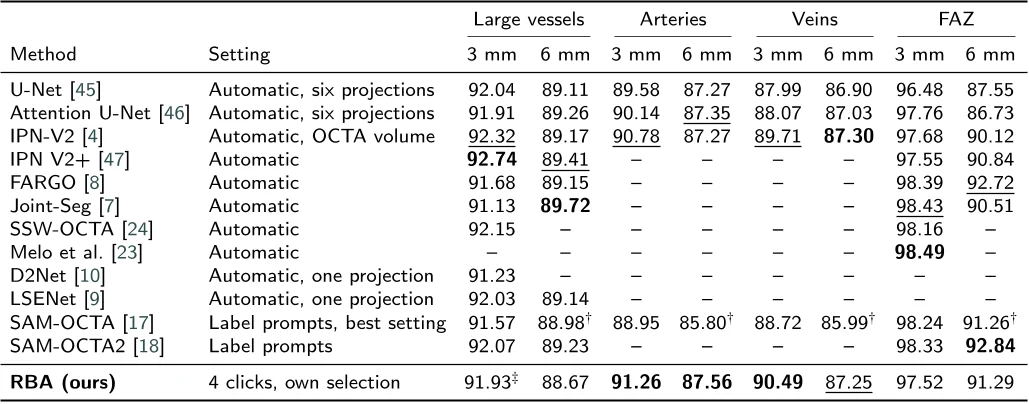 Large vessels Arteries Veins FAZ
Method Setting 3 mm 6 mm 3 mm 6 mm 3 mm 6 mm 3 mm 6 mm
U-Net [45] Automatic, six projections 92.04 89.11 89.58 87.27 87.99 86.90 96.48 87.55
Attention U-Net [46] Automatic, six projections 91.91 89.26 90.14 87.35 88.07 87.03 97.76 86.73
IPN-V2 [4] Automatic, OCTA volume 92.32 89.17 90.78 87.27 89.71 87.30 97.68 90.12
IPN V2+ [47] Automatic 92.74 89.41 – – – – 97.55 90.84
FARGO [8] Automatic 91.68 89.15 – – – – 98.39 92.72
Joint-Seg [7] Automatic 91.13 89.72 – – – – 98.43 90.51
SSW-OCTA [24] Automatic 92.15 – – – – – 98.16 –
Melo et al. [23] Automatic – – – – – – 98.49 –
D2Net [10] Automatic, one projection 91.23 – – – – – – –
LSENet [9] Automatic, one projection 92.03 89.14 – – – – – –
SAM-OCTA [17] Label prompts, best setting 91.57 88.98† 88.95 85.80† 88.72 85.99† 98.24 91.26†
SAM-OCTA2 [18] Label prompts 92.07 89.23 – – – – 98.33 92.84
RBA (ours) 4 clicks, own selection 91.93‡ 88.67 91.26 87.56 90.49 87.25 97.52 91.29